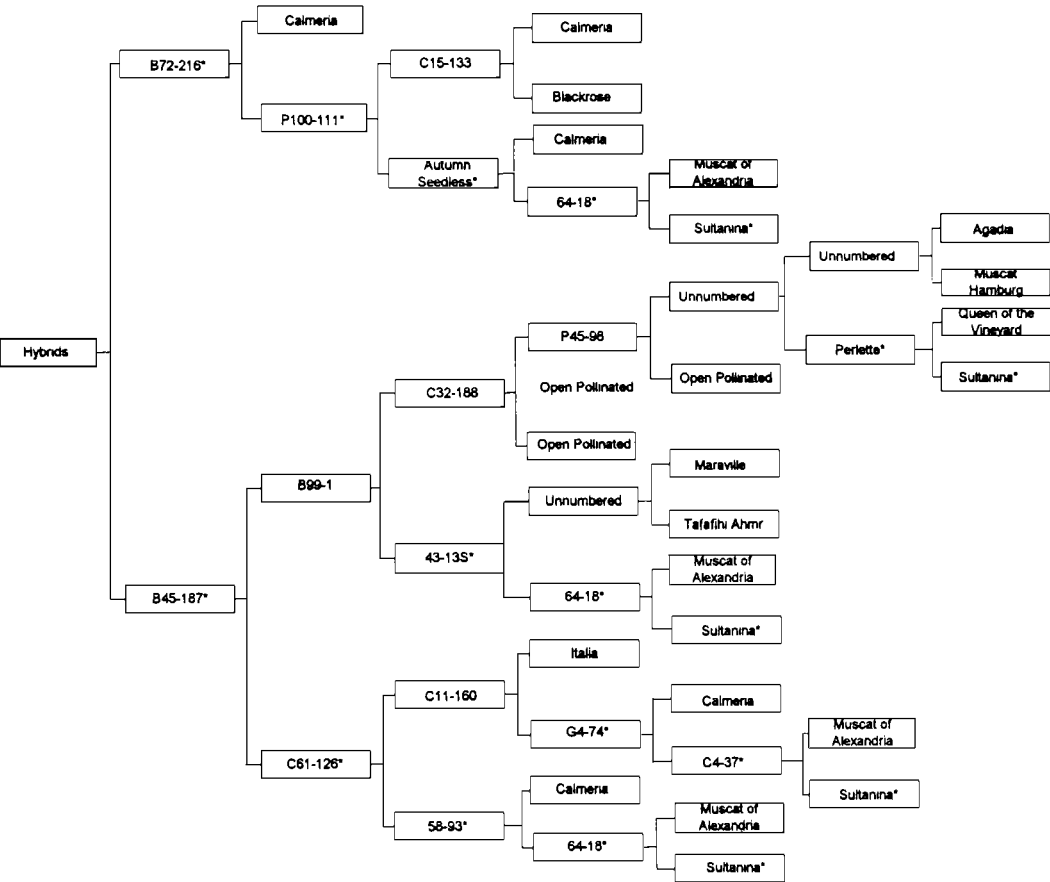 Calmeria
Calmeria
B72-216*
C15-133
Blackrose
P100-111*
Calmeria
Autumn
Seedless*
Muscat of
Alexandria
64-18*
Sultanina*
Agadia
Unnumbered
Muscat
Hamburg
Unnumbered
Queen of the
Vineyard
P45-98
Perlette*
Hybrids
Open Pollinated
Sultanina*
C32-188
Open Pollinated
Open Pollinated
Maraville
B99-1
Unnumbered
Tafafihi Ahmr
43-13S*
Muscat of
Alexandria
B45-187*
64-18*
Sultanina*
Italia
C11-160
Calmeria
G4-74*
Muscat of
Alexandria
C61-126*
C4-37*
Calmeria
Sultanina*
58-93*
Muscat of
Alexandria
64-18*
Sultanina*